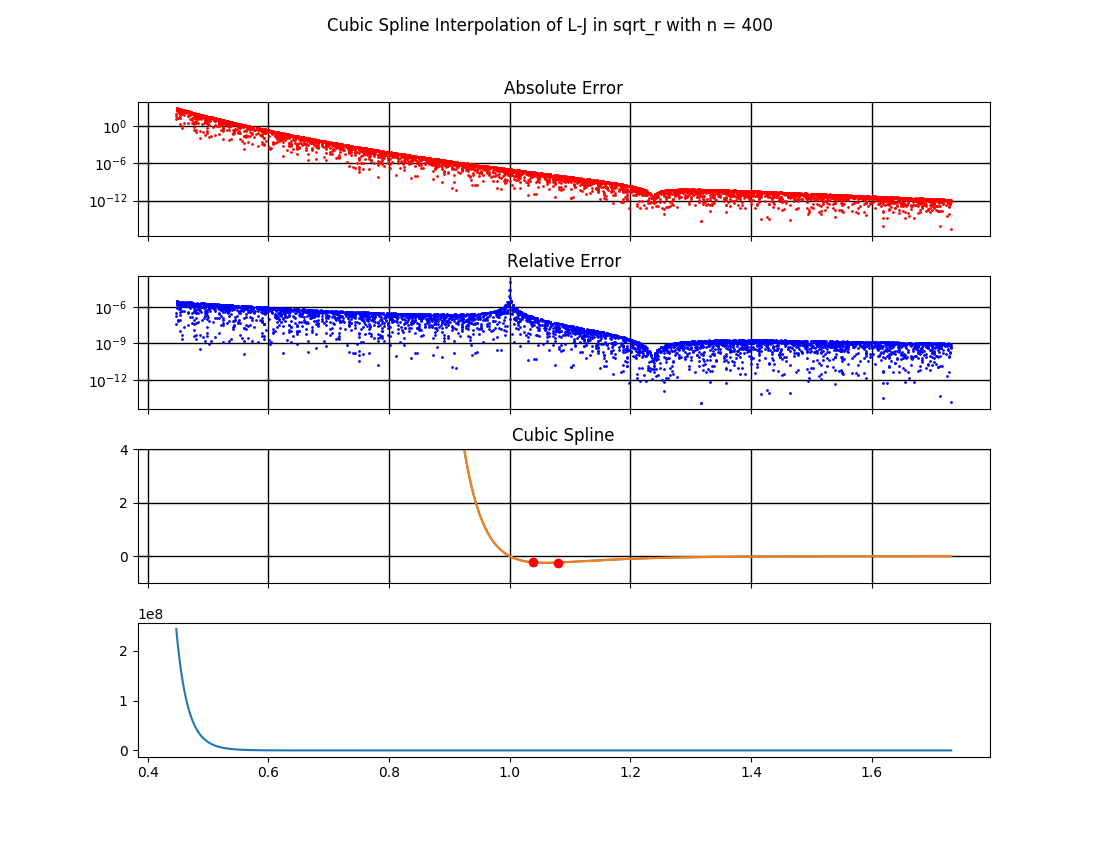 Cubic Spline Interpolation of L-J in sqrt_r with n = 400
Absolute Error
10^0
10^-6
10^-12
Relative Error
10^-6
10^-9
10^-12
Cubic Spline
4
2
0
1e8
2
1
0
0.4 0.6 0.8 1.0 1.2 1.4 1.6